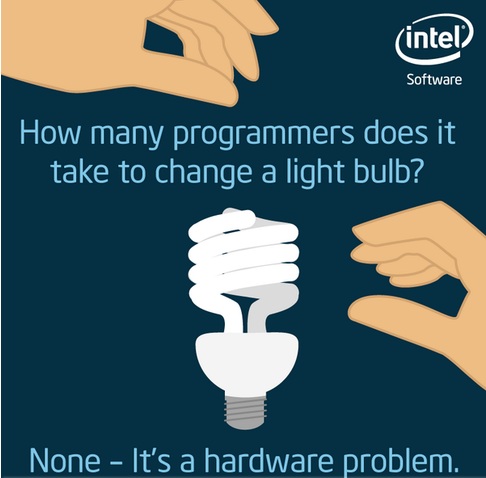 intel
Software
How many programmers does it
take to change a light bulb?
None – It's a hardware problem.